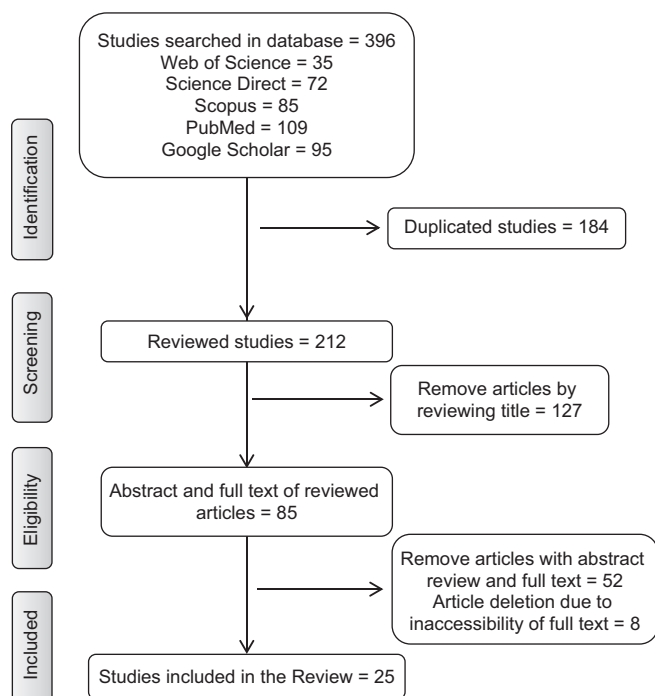 Studies searched in database = 396
Web of Science = 35
Science Direct = 72
Scopus = 85
PubMed = 109
Google Scholar = 95
Identification
Duplicated studies = 184
Screening
Reviewed studies = 212
Remove articles by
reviewing title = 127
Eligibility
Abstract and full text of reviewed
articles = 85
Remove articles with abstract
review and full text = 52
Article deletion due to
inaccessibility of full text = 8
Included
Studies included in the Review = 25